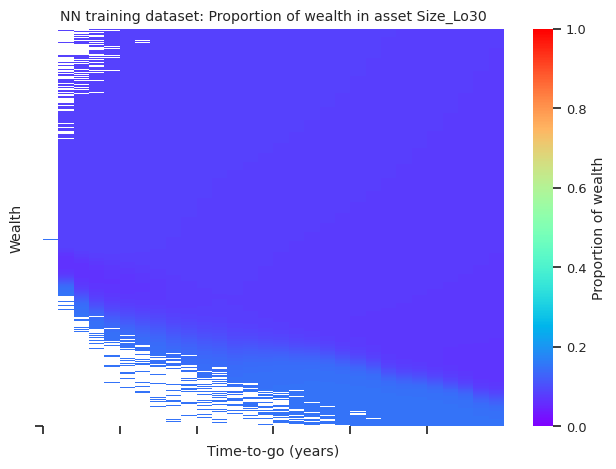 NN training dataset: Proportion of wealth in asset Size_Lo30
Wealth
Time-to-go (years)
1.0
0.8
0.6
0.4
0.2
0.0
Proportion of wealth